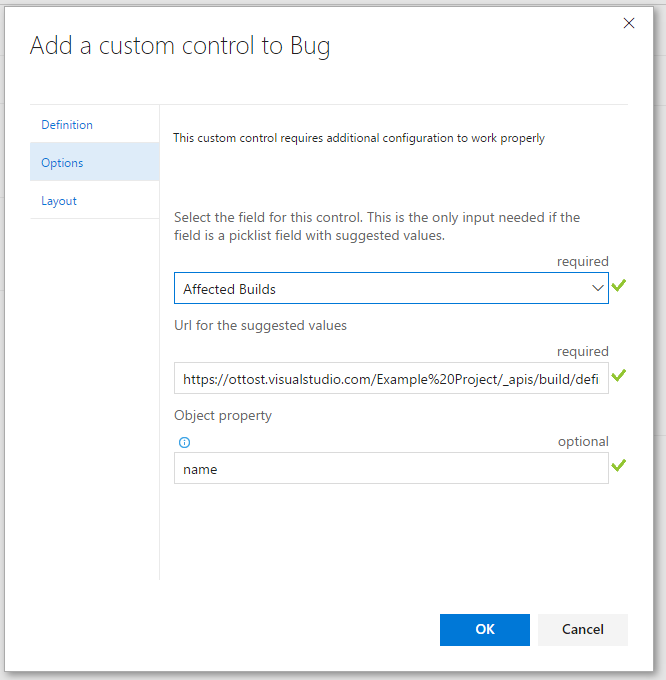 Add a custom control to Bug
Definition
Options
Layout
This custom control requires additional configuration to work properly
Select the field for this control. This is the only input needed if the
field is a picklist field with suggested values.
required
Affected Builds
Url for the suggested values
required
https://ottost.visualstudio.com/Example%20Project/_apis/build/defi
Object property
optional
name
OK
Cancel